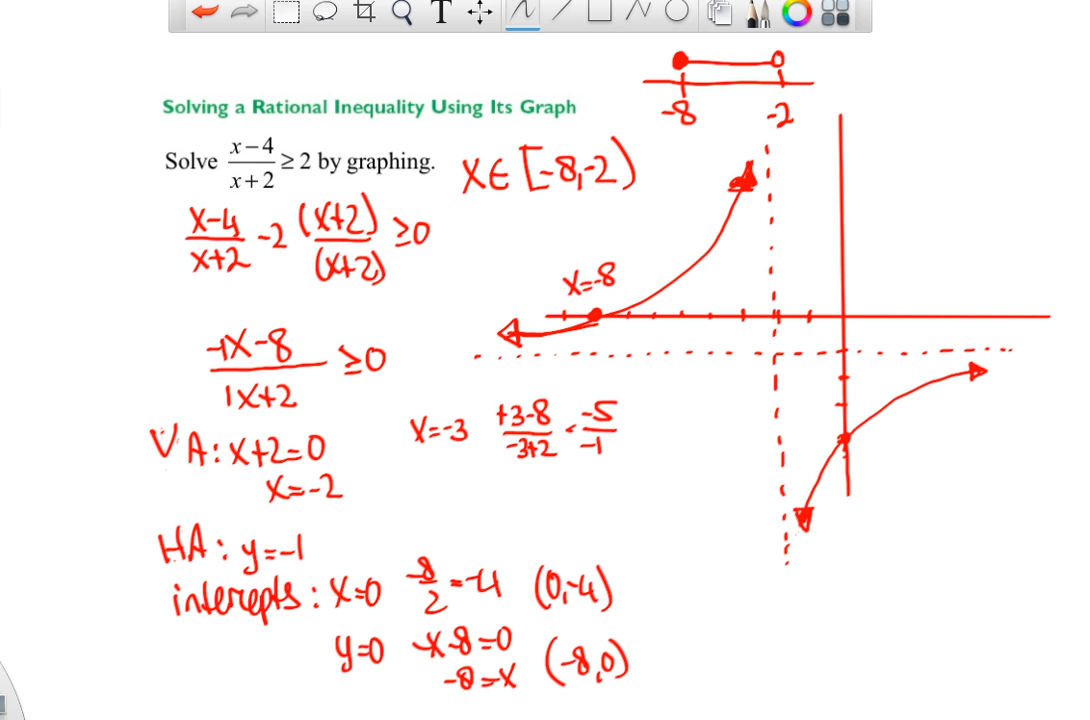 T
-8 -2
Solving a Rational Inequality Using Its Graph
Solve x-4/x+2 ≥ 2 by graphing.
x∈[-8,-2)
x-4/x+2 -2 (x+2)/(x+2) ≥0
x=-8
-1x-8/1x+2 ≥0
x=-3 +3-8/-3+2 = -5/-1
VA: x+2=0
x=-2
HA: y=-1
intercepts: x=0 -8/2 =-4 (0,-4)
y=0 -x-8=0 (-8,0)
-8=x